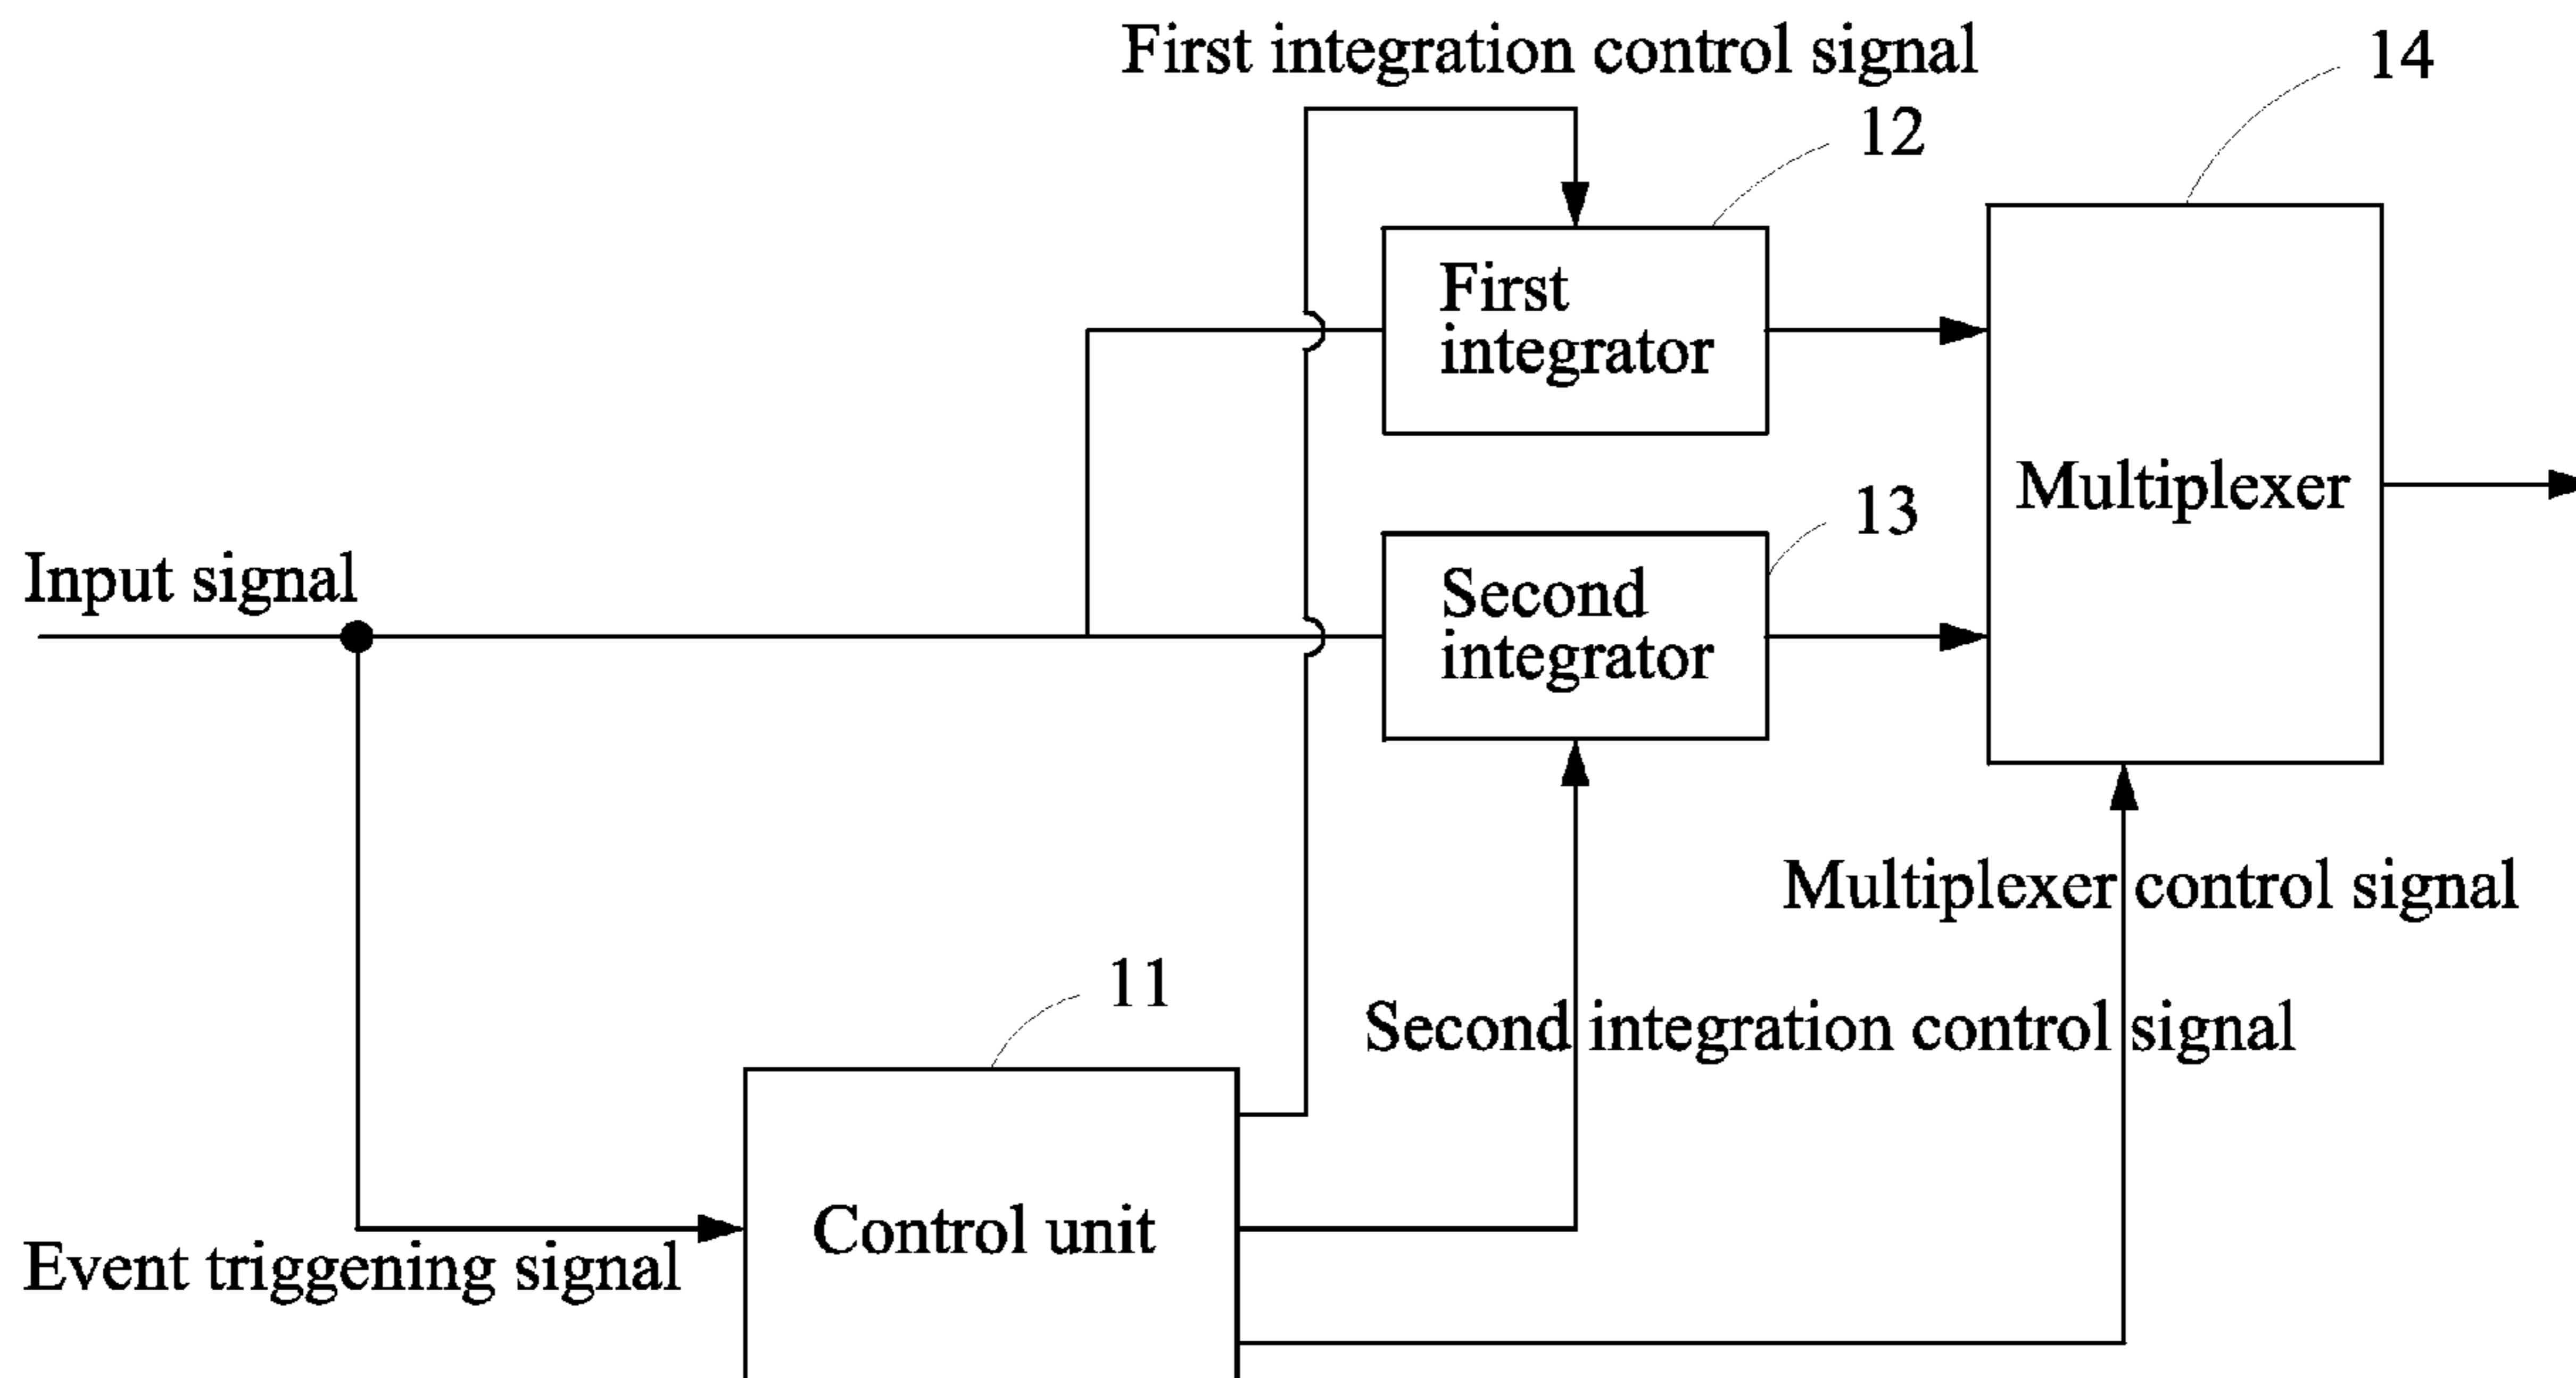 First integration control signal
14
12
First
integrator
Multiplexer
13
Input signal
Second
integrator
Multiplexer control signal
11
Second integration control signal
Control unit
Event triggening signal